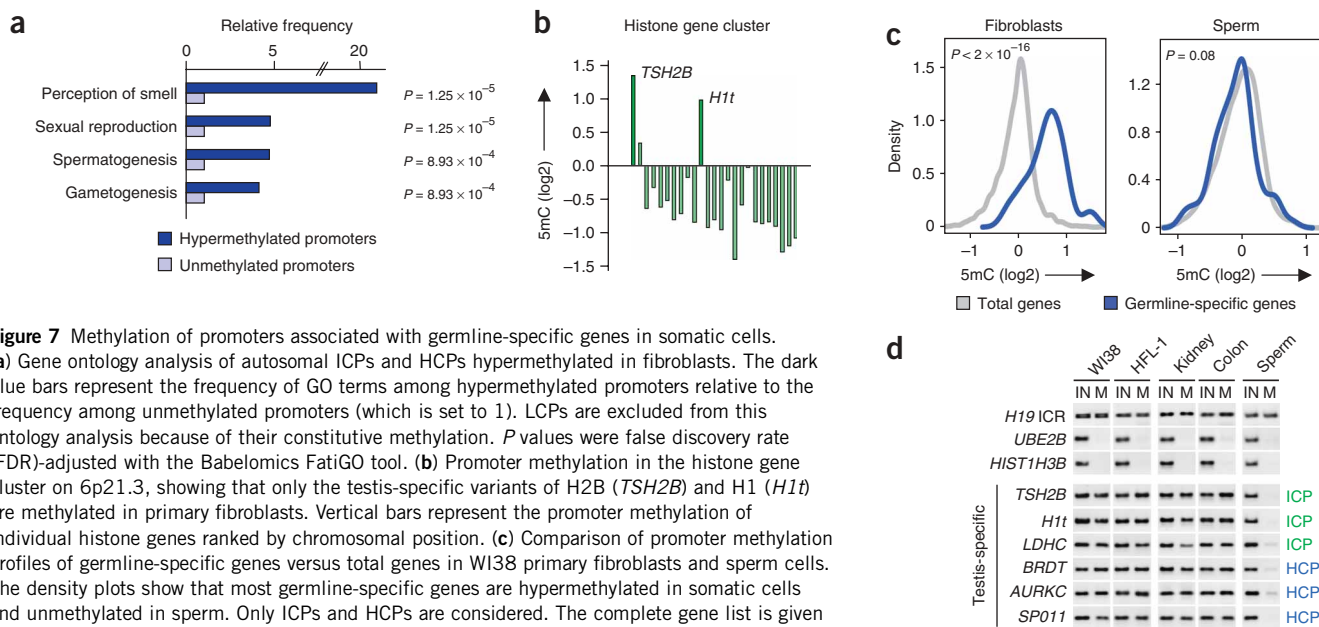 a
Relative frequency
0 5 20
Perception of smell
P = 1.25 × 10⁻⁵
Sexual reproduction
P = 1.25 × 10⁻⁵
Spermatogenesis
P = 8.93 × 10⁻⁴
Gametogenesis
P = 8.93 × 10⁻⁴
Hypermethylated promoters
Unmethylated promoters
b
Histone gene cluster
5mC (log2)
1.5
1.0
0.5
0.0
−0.5
−1.0
−1.5
TSH2B
H1t
c
Fibroblasts
P < 2 × 10⁻¹⁶
Density
1.5
1.0
0.5
0
−1 0 1
5mC (log2)
Sperm
P = 0.08
1.2
0.8
0.4
0
−1 0 1
5mC (log2)
Total genes
Germline-specific genes
igure 7 Methylation of promoters associated with germline-specific genes in somatic cells.
a) Gene ontology analysis of autosomal ICPs and HCPs hypermethylated in fibroblasts. The dark
lue bars represent the frequency of GO terms among hypermethylated promoters relative to the
requency among unmethylated promoters (which is set to 1). LCPs are excluded from this
ntology analysis because of their constitutive methylation. P values were false discovery rate
FDR)-adjusted with the Babelomics FatiGO tool. (b) Promoter methylation in the histone gene
luster on 6p21.3, showing that only the testis-specific variants of H2B (TSH2B) and H1 (H1t)
re methylated in primary fibroblasts. Vertical bars represent the promoter methylation of
ndividual histone genes ranked by chromosomal position. (c) Comparison of promoter methylation
rofiles of germline-specific genes versus total genes in WI38 primary fibroblasts and sperm cells.
he density plots show that most germline-specific genes are hypermethylated in somatic cells
nd unmethylated in sperm. Only ICPs and HCPs are considered. The complete gene list is given
d
WI38 HFL-1 Kidney Colon Sperm
IN M IN M IN M IN M IN M
H19 ICR
UBE2B
HIST1H3B
Testis-specific
TSH2B ICP
H1t ICP
LDHC ICP
BRDT HCP
AURKC HCP
SP011 HCP